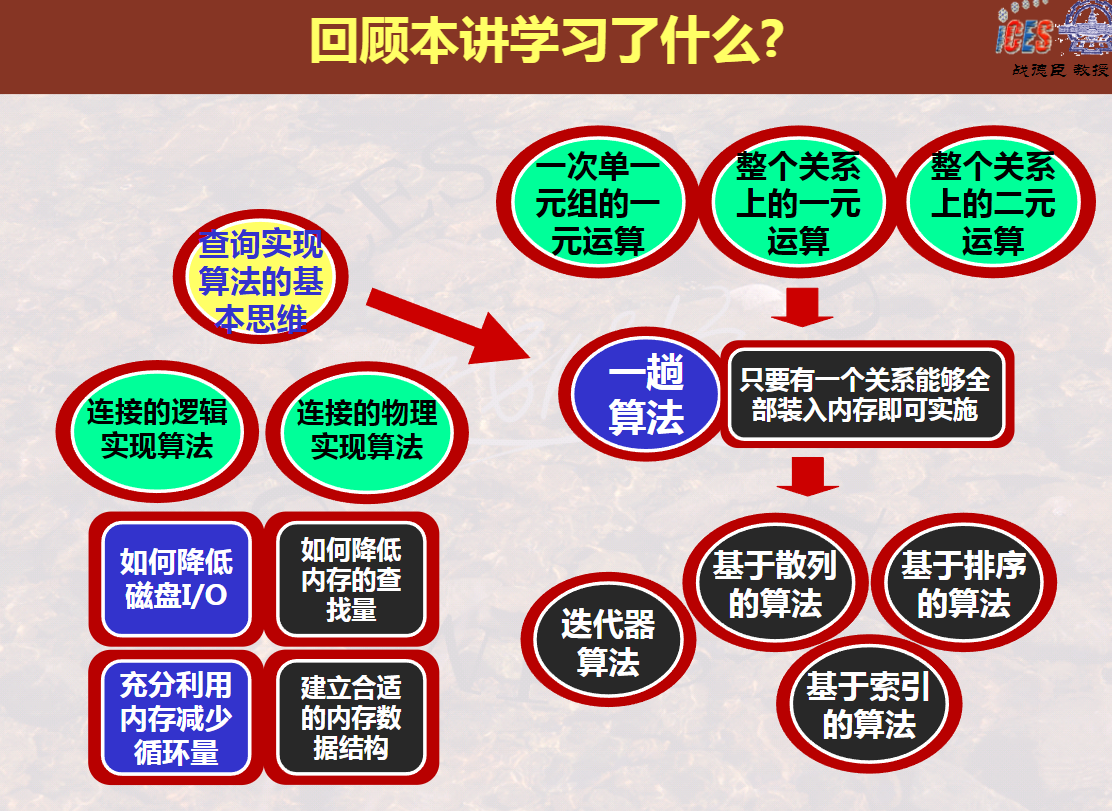 回顾本讲学习了什么?
iCES
战德臣 教授
一次单一
元组的一
元运算
整个关系
上的一元
运算
整个关系
上的二元
运算
查询实现
算法的基
本思维
一趟
算法
只要有一个关系能够全
部装入内存即可实施
连接的逻辑
实现算法
连接的物理
实现算法
如何降低
磁盘I/O
如何降低
内存的查
找量
充分利用
内存减少
循环量
建立合适
的内存数
据结构
迭代器
算法
基于散列
的算法
基于排序
的算法
基于索引
的算法